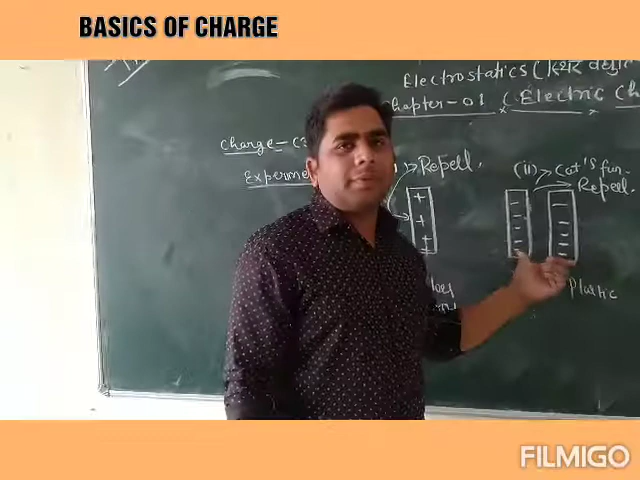 BASICS OF CHARGE
Electrostatics (स्थिर
Chapter-01 (Electric Ch
Charge-
Experime
Repell.
(ii) Cat's fur-
Repell.
+
+
+
Plastic
FILMIGO